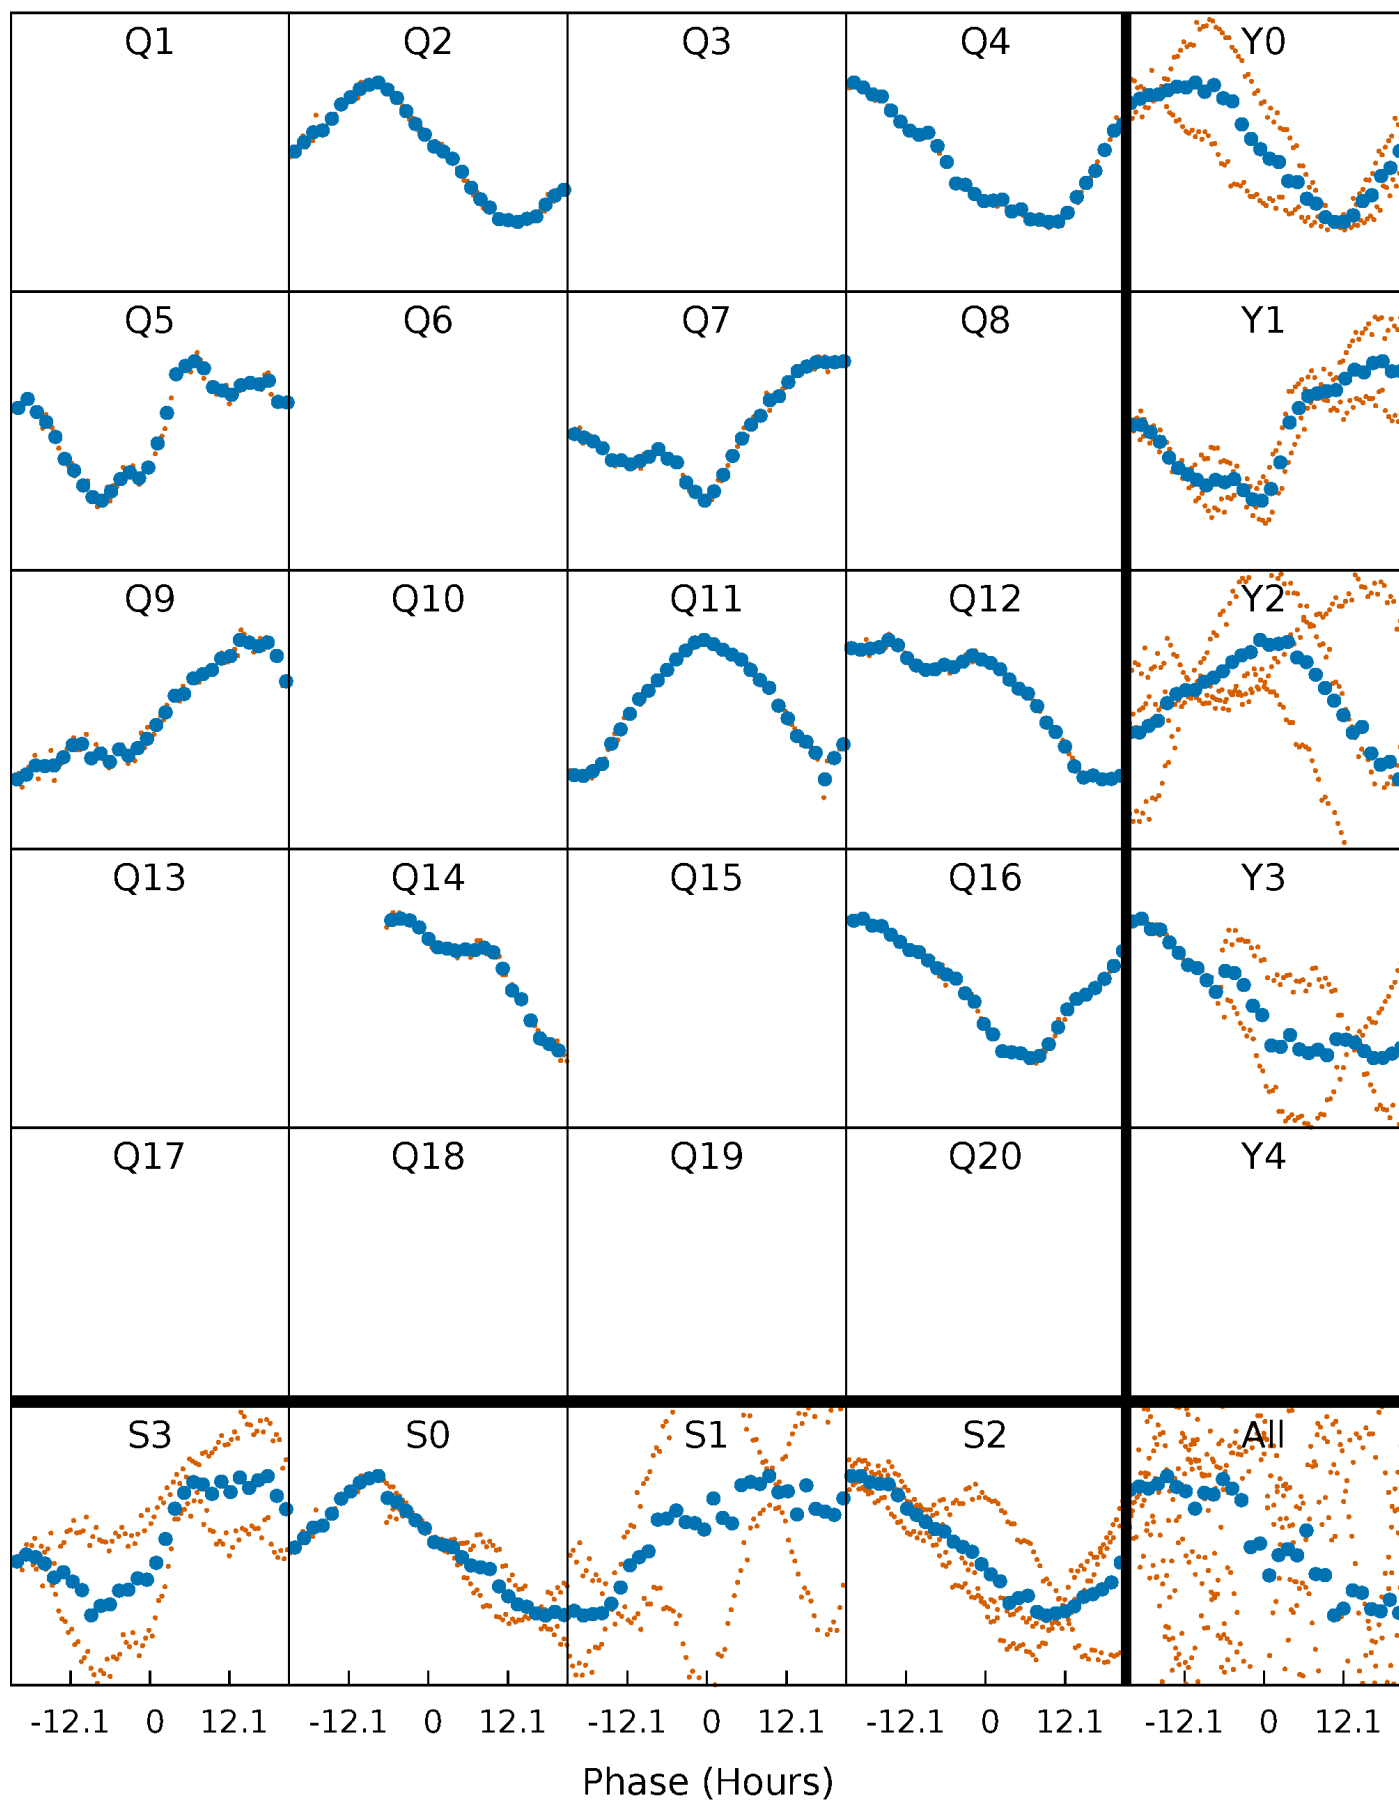 Q1 Q2 Q3 Q4 Y0
Q5 Q6 Q7 Q8 Y1
Q9 Q10 Q11 Q12 Y2
Q13 Q14 Q15 Q16 Y3
Q17 Q18 Q19 Q20 Y4
S3 S0 S1 S2 All
-12.1 0 12.1 -12.1 0 12.1 -12.1 0 12.1 -12.1 0 12.1 -12.1 0 12.1
Phase (Hours)